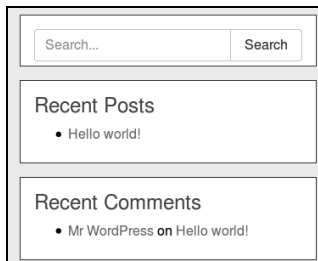 Search... Search
Recent Posts
Hello world!
Recent Comments
Mr WordPress on Hello world!